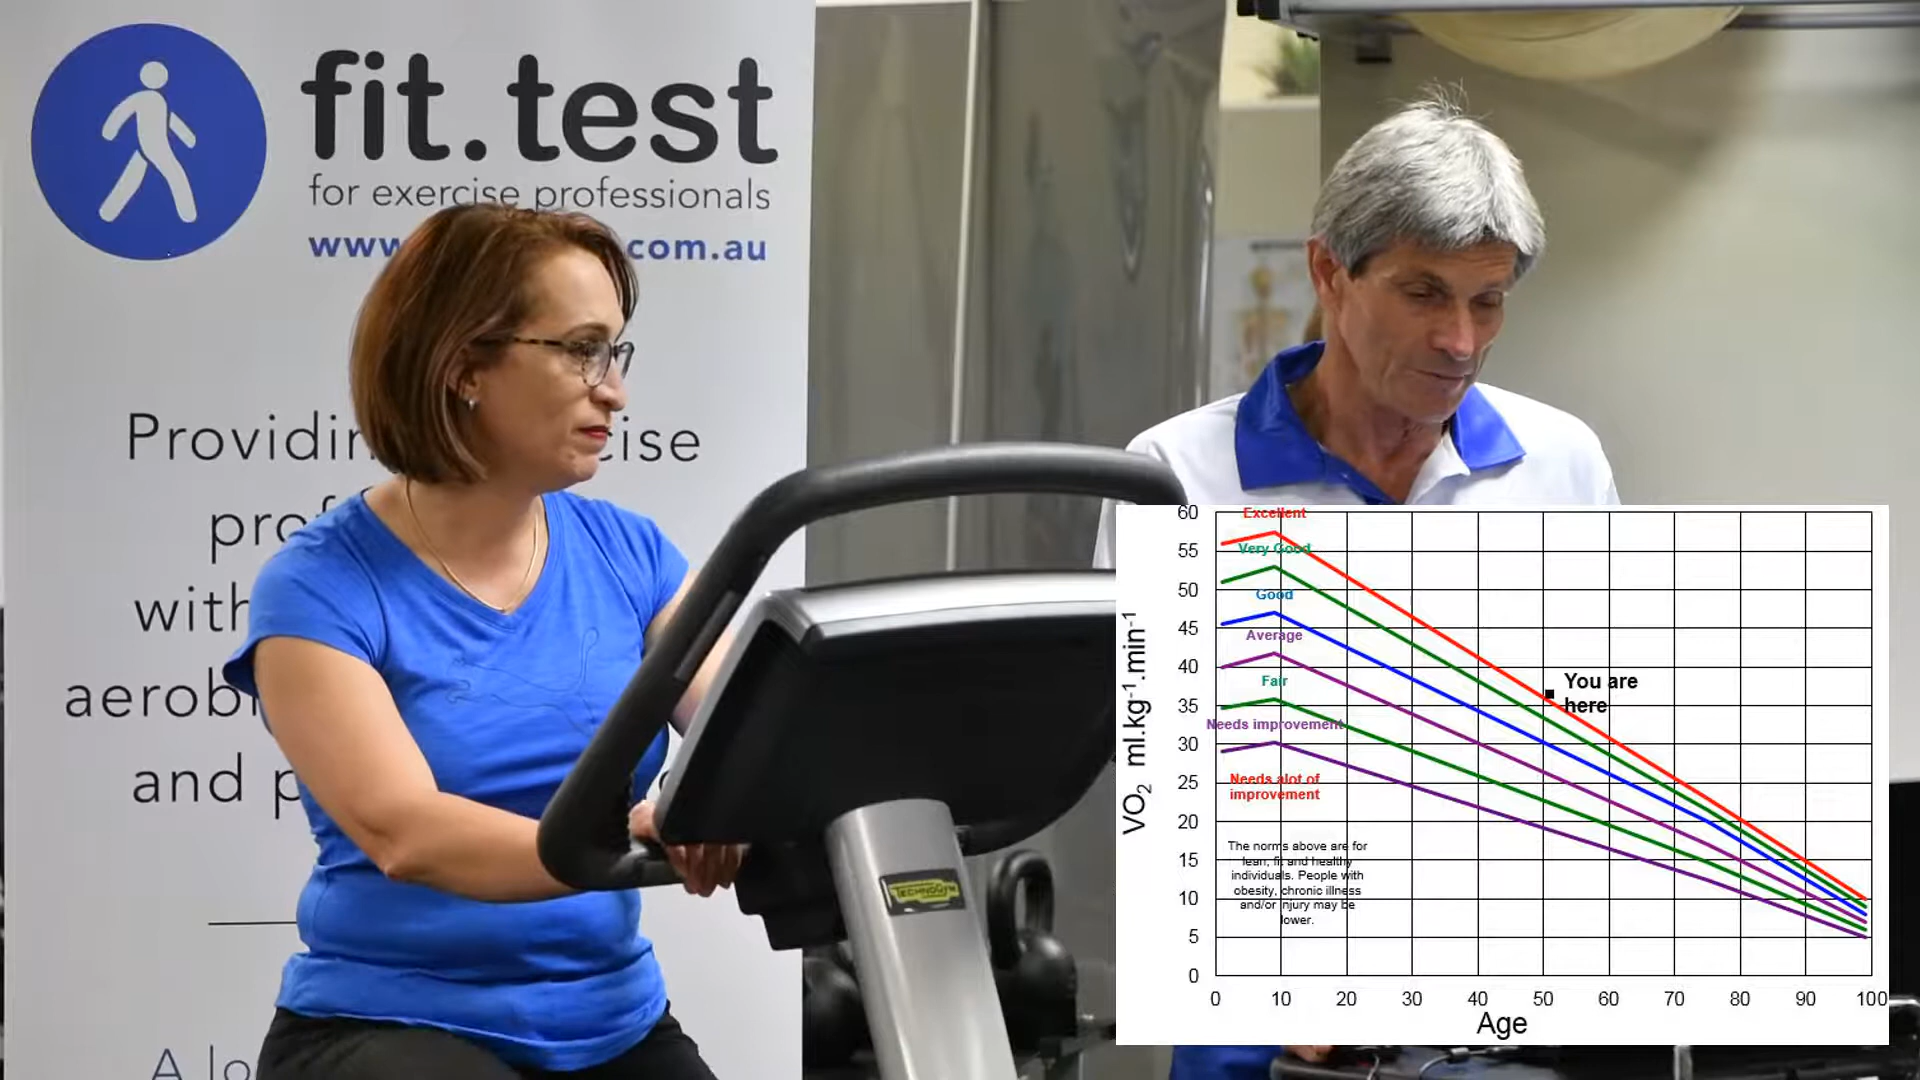 fit.test
for exercise professionals
www .com.au
Providin cise
pro
with
aerob
and p
A lo
TECHNOGYM
60
55
50
45
40
35
30
25
20
15
10
5
0
VO2 ml.kg-1.min-1
Excellent
Very Good
Good
Average
Fair
Needs improvement
Needs alot of
improvement
The norms above are for
lean, fit and healthy
individuals. People with
obesity, chronic illness
and/or injury may be
lower.
You are
here
0 10 20 30 40 50 60 70 80 90 100
Age